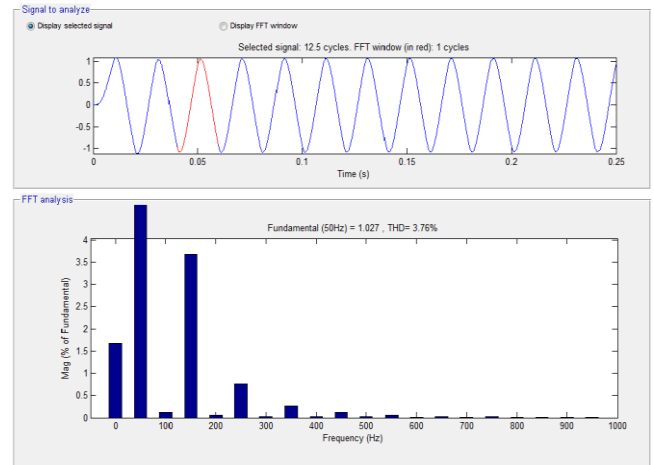 Signal to analyze
Display selected signal Display FFT window
Selected signal: 12.5 cycles. FFT window (in red): 1 cycles
1
0.5
0
-0.5
-1
0 0.05 0.1 0.15 0.2 0.25
Time (s)
FFT analysis
Fundamental (50Hz) = 1.027 , THD= 3.76%
4
3.5
3
2.5
2
1.5
1
0.5
0
Mag (% of Fundamental)
0 100 200 300 400 500 600 700 800 900 1000
Frequency (Hz)